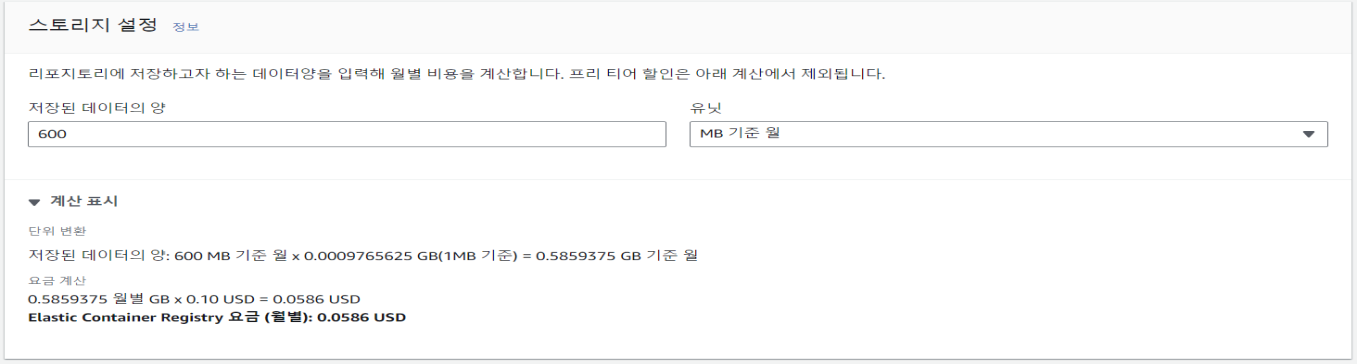 스토리지 설정 정보
리포지토리에 저장하고자 하는 데이터양을 입력해 월별 비용을 계산합니다. 프리 티어 할인은 아래 계산에서 제외됩니다.
저장된 데이터의 양 유닛
600 MB 기준 월
계산 표시
단위 변환
저장된 데이터의 양: 600 MB 기준 월 x 0.0009765625 GB(1MB 기준) = 0.5859375 GB 기준 월
요금 계산
0.5859375 월별 GB x 0.10 USD = 0.0586 USD
Elastic Container Registry 요금 (월별): 0.0586 USD